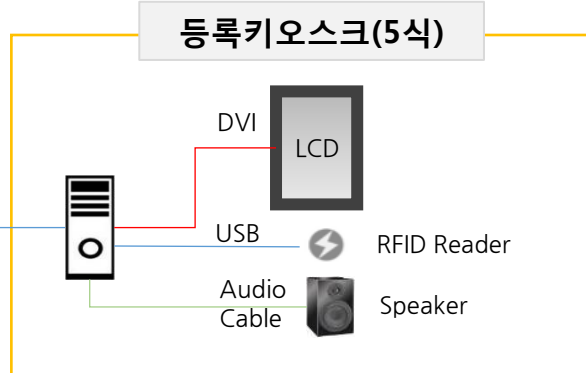 등록키오스크(5식)
DVI
LCD
USB
RFID Reader
Audio
Cable
Speaker